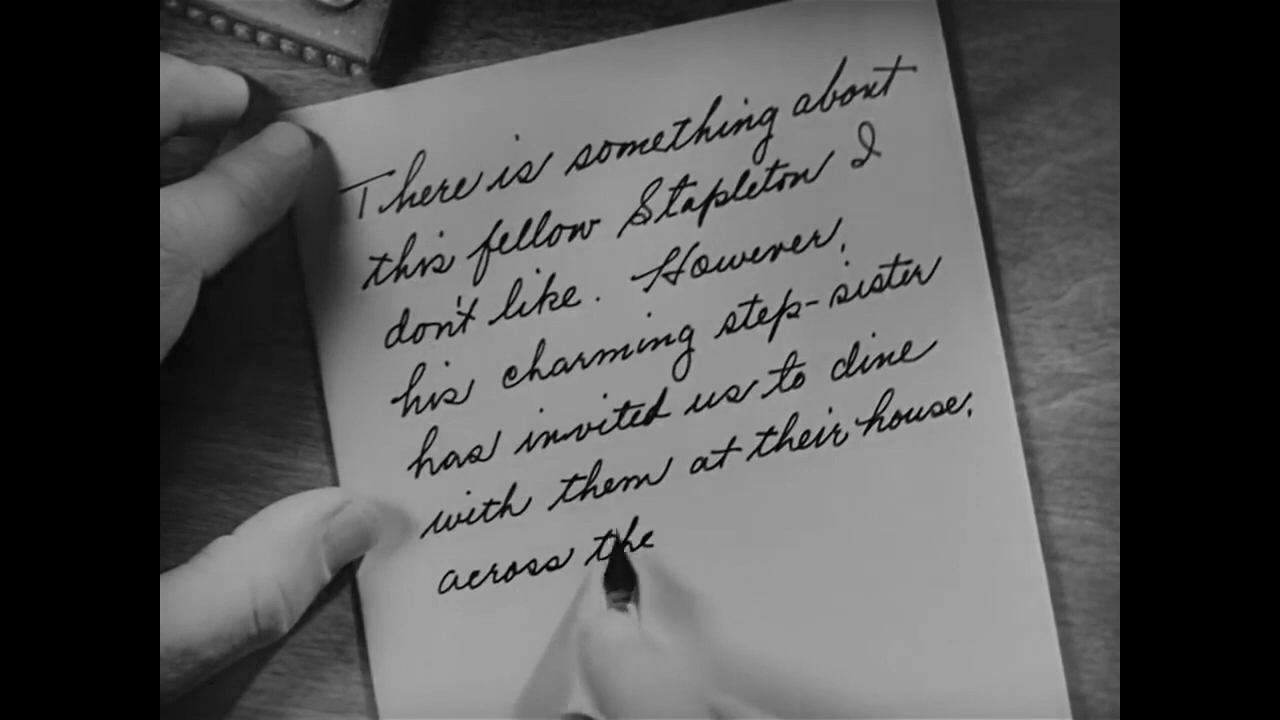 There is something about
this fellow Stapleton I
don't like. However,
his charming step-sister
has invited us to dine
with them at their house,
across the